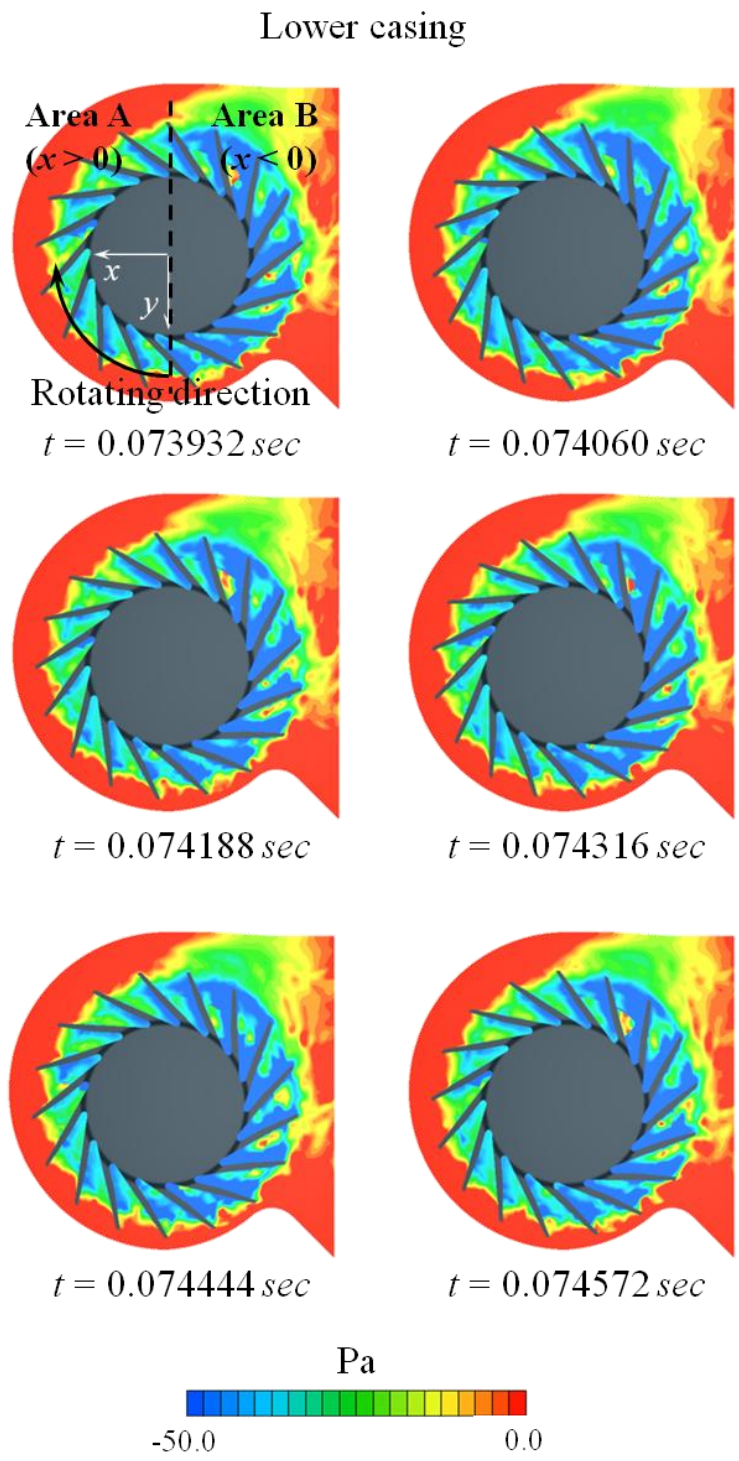 Lower casing
Area A
(x > 0)
Area B
(x < 0)
x
y
Rotating direction
t = 0.073932 sec
t = 0.074060 sec
t = 0.074188 sec
t = 0.074316 sec
t = 0.074444 sec
t = 0.074572 sec
Pa
-50.0
0.0